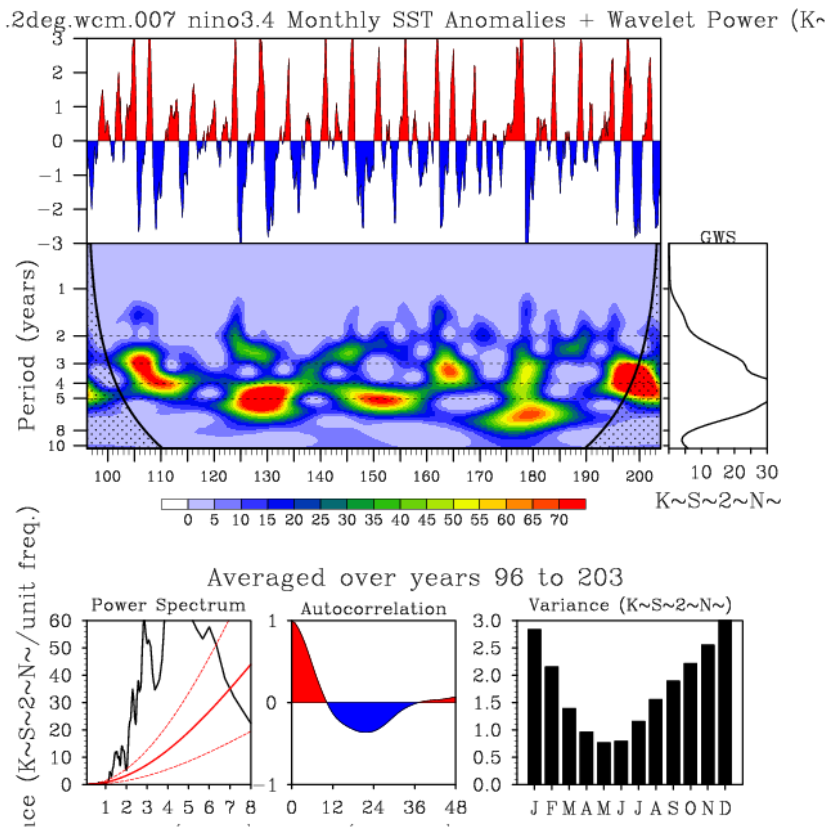 .2deg.wcm.007 nino3.4 Monthly SST Anomalies + Wavelet Power (K~
3
2
1
0
−1
−2
−3
GWS
Period (years)
1
2
3
4
5
8
10
100 110 120 130 140 150 160 170 180 190 200
10 20 30
K~S~2~N~
0 5 10 15 20 25 30 35 40 45 50 55 60 65 70
Averaged over years 96 to 203
Power Spectrum
Autocorrelation
Variance (K~S~2~N~)
(K~S~2~N~/unit freq.)
60
50
40
30
20
10
0
1 2 3 4 5 6 7 8
1
0
−1
0 12 24 36 48
3.0
2.5
2.0
1.5
1.0
0.5
0.0
J F M A M J J A S O N D